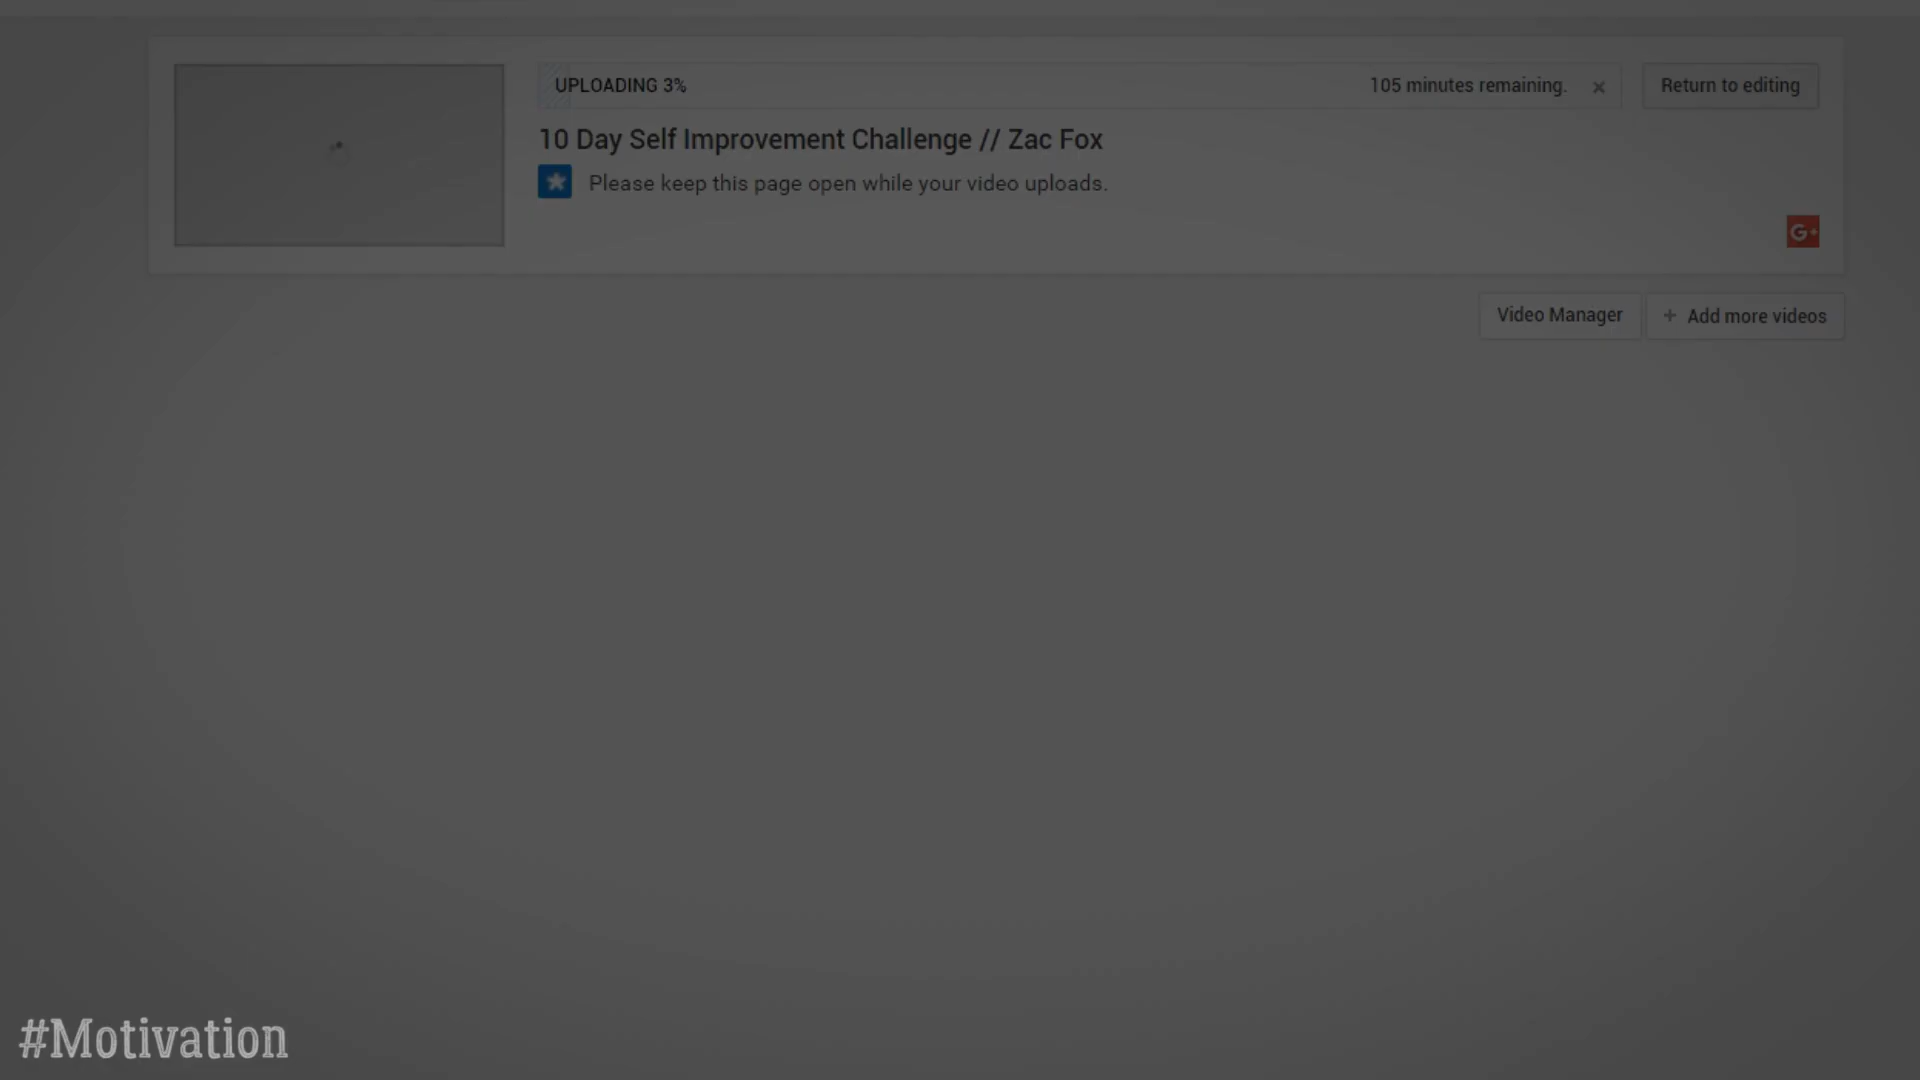 UPLOADING 3%
105 minutes remaining.
Return to editing
10 Day Self Improvement Challenge // Zac Fox
Please keep this page open while your video uploads.
G+
Video Manager
+ Add more videos
#Motivation